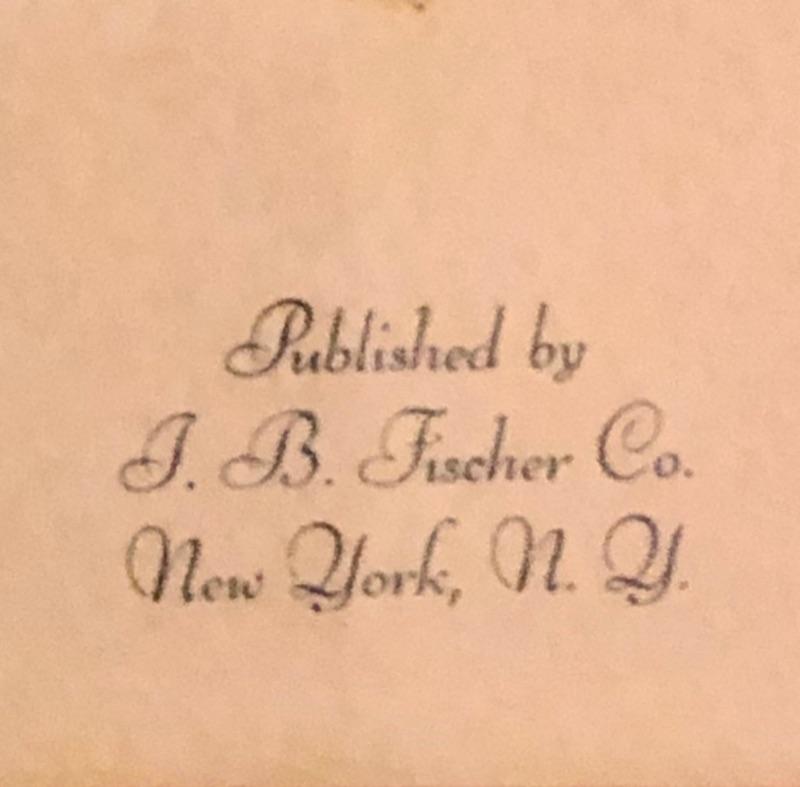 Published by
I. B. Fischer Co.
New York, N. Y.